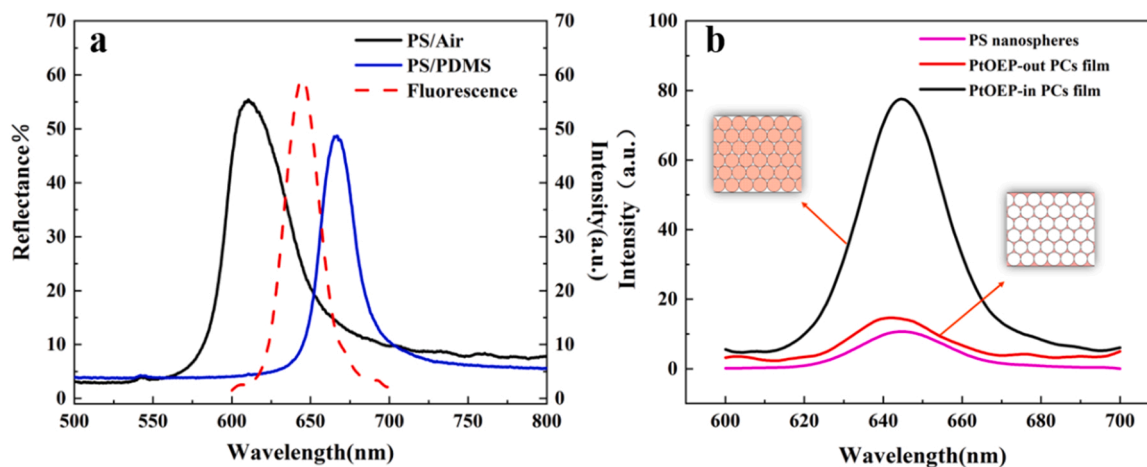 a
PS/Air
PS/PDMS
Fluorescence
Reflectance%
70
60
50
40
30
20
10
0
70
60
50
40
30
20
10
0
Intensity(a.u.)
500 550 600 650 700 750 800
Wavelength(nm)
b
PS nanospheres
PtOEP-out PCs film
PtOEP-in PCs film
Intensity（a.u.）
100
80
60
40
20
0
600 620 640 660 680 700
Wavelength(nm)